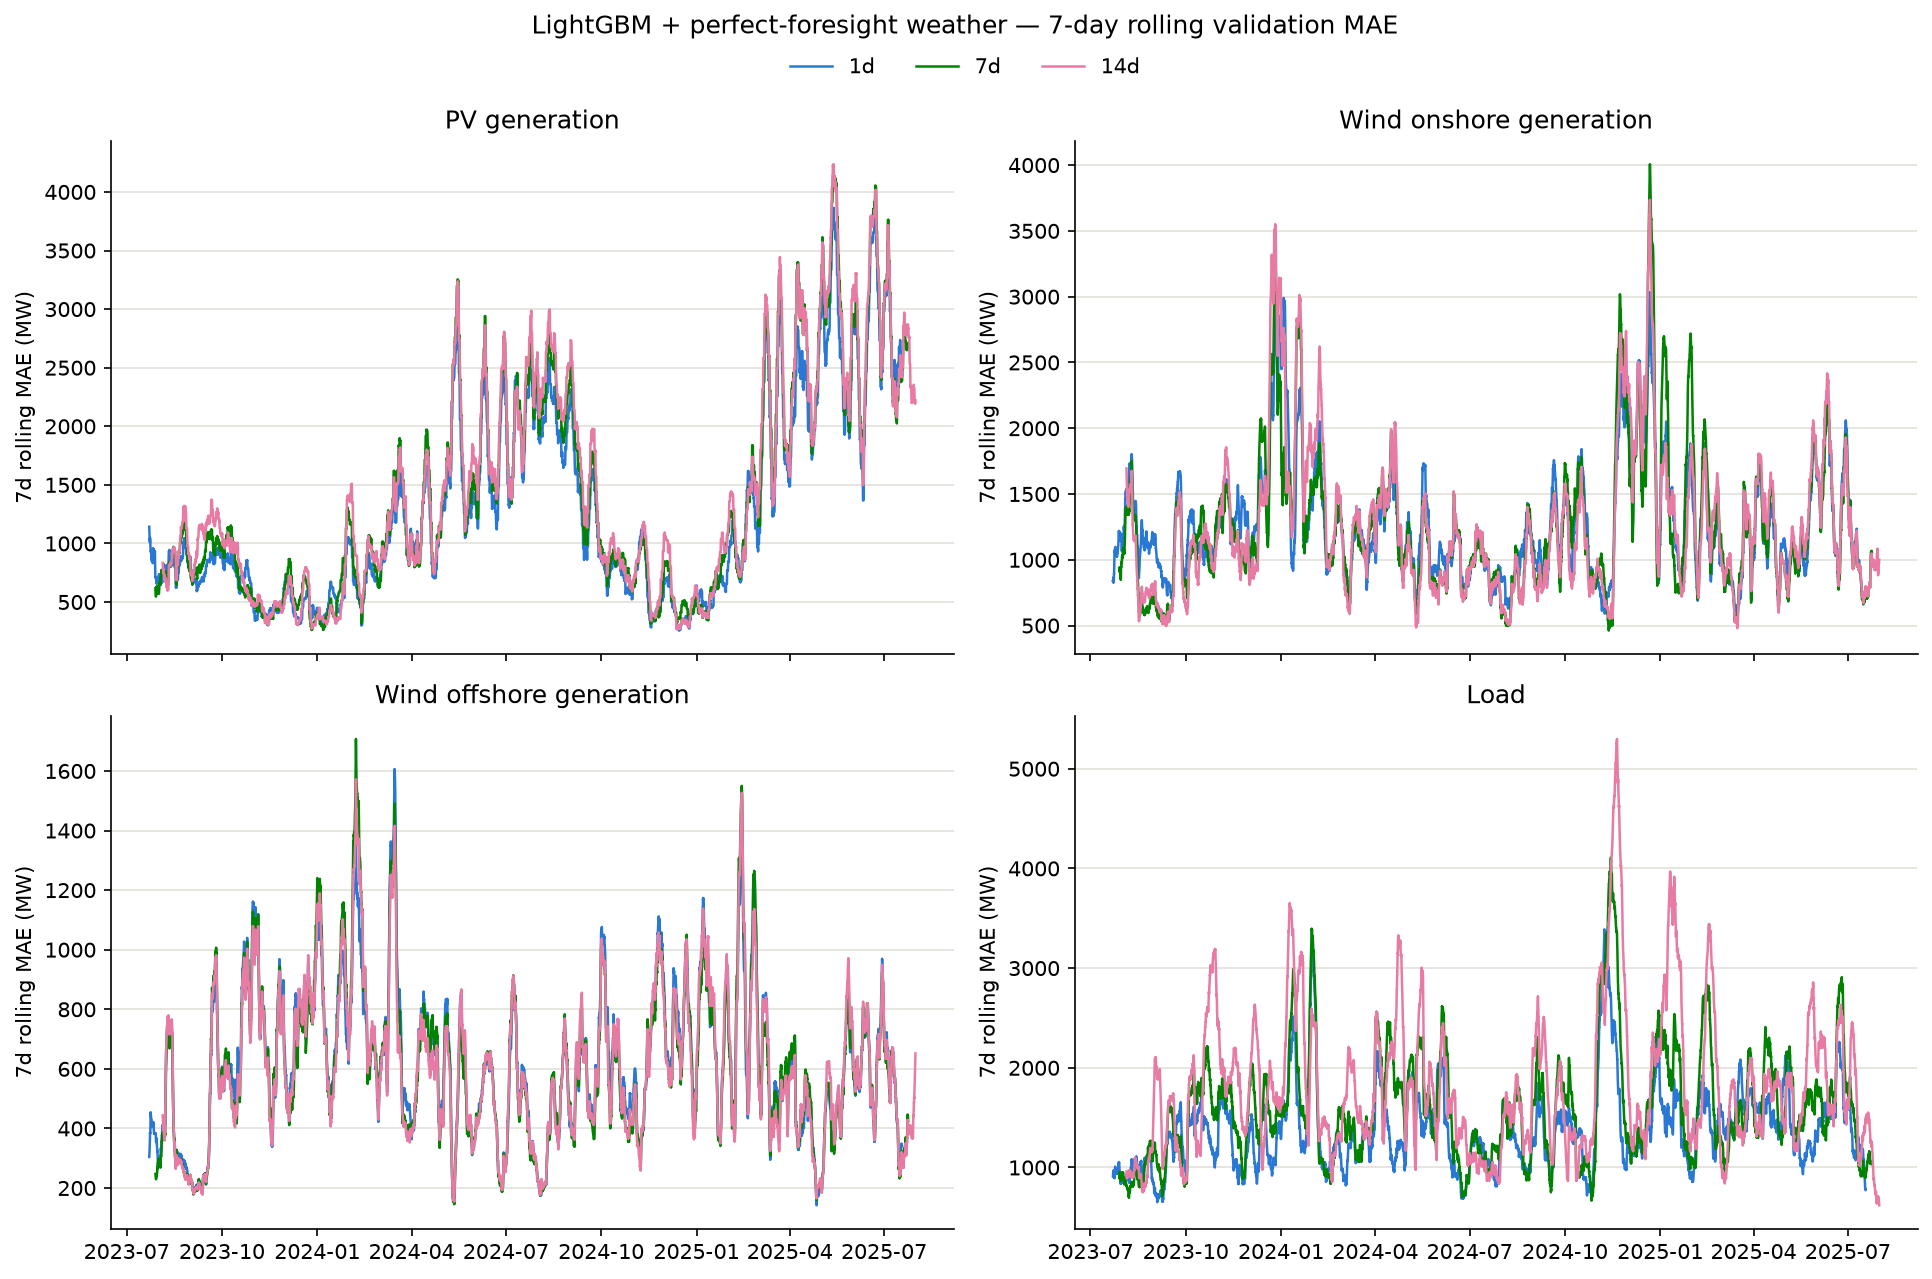 LightGBM + perfect-foresight weather — 7-day rolling validation MAE
1d 7d 14d
PV generation
7d rolling MAE (MW)
4000
3500
3000
2500
2000
1500
1000
500
Wind onshore generation
7d rolling MAE (MW)
4000
3500
3000
2500
2000
1500
1000
500
Wind offshore generation
7d rolling MAE (MW)
1600
1400
1200
1000
800
600
400
200
2023-07 2023-10 2024-01 2024-04 2024-07 2024-10 2025-01 2025-04 2025-07
Load
7d rolling MAE (MW)
5000
4000
3000
2000
1000
2023-07 2023-10 2024-01 2024-04 2024-07 2024-10 2025-01 2025-04 2025-07